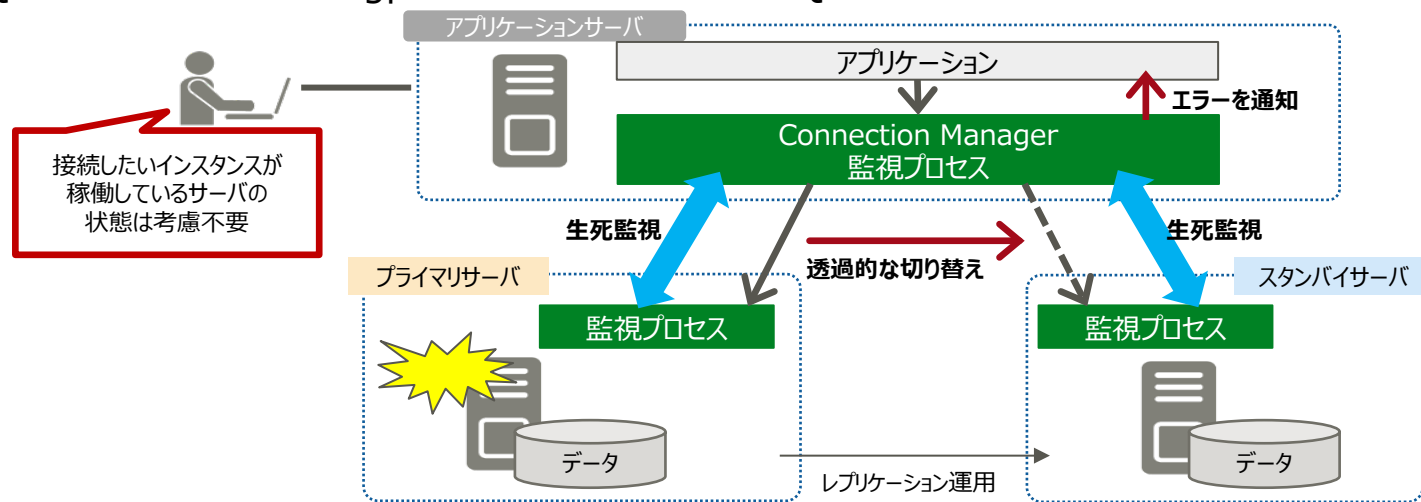 アプリケーションサーバ
アプリケーション
エラーを通知
Connection Manager
監視プロセス
接続したいインスタンスが
稼働しているサーバの
状態は考慮不要
生死監視
生死監視
透過的な切り替え
プライマリサーバ
スタンバイサーバ
監視プロセス
監視プロセス
データ
データ
レプリケーション運用